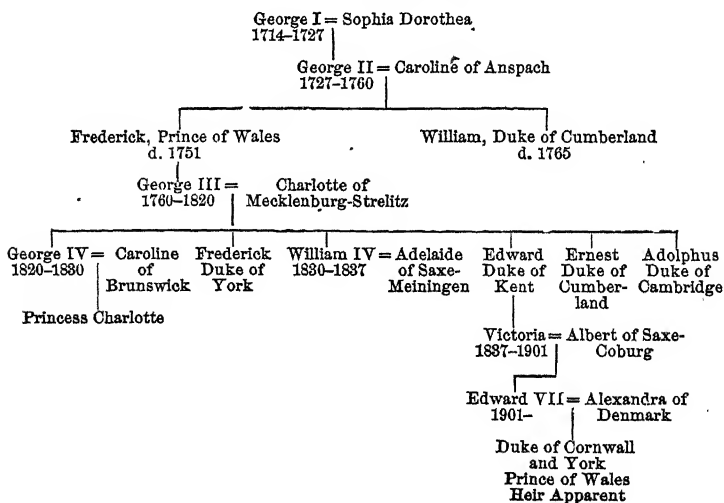 George I = Sophia Dorothea
1714–1727
George II = Caroline of Anspach
1727–1760
Frederick, Prince of Wales
d. 1751
William, Duke of Cumberland
d. 1765
George III =
1760–1820
Charlotte of
Mecklenburg-Strelitz
George IV =
1820–1830
Caroline
of
Brunswick
Frederick
Duke of
York
William IV =
1830–1837
Adelaide
of Saxe-
Meiningen
Edward
Duke of
Kent
Ernest
Duke of
Cumber-
land
Adolphus
Duke of
Cambridge
Princess Charlotte
Victoria =
1837–1901
Albert of Saxe-
Coburg
Edward VII =
1901–
Alexandra of
Denmark
Duke of Cornwall
and York
Prince of Wales
Heir Apparent